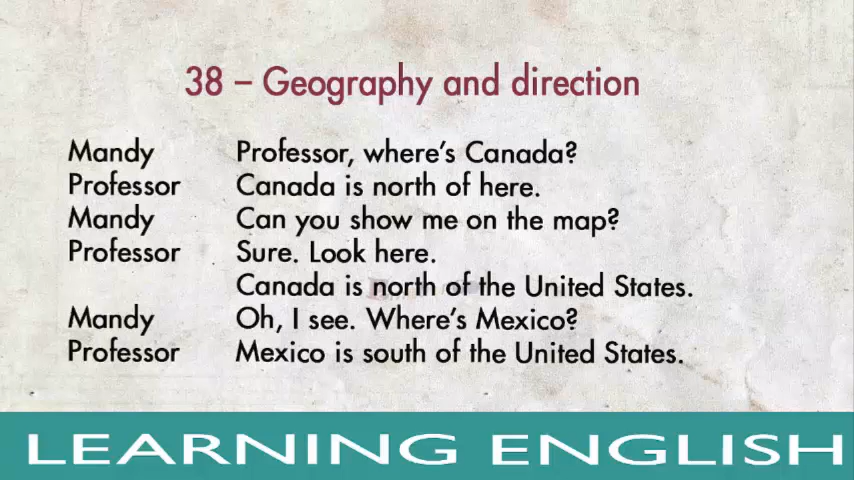 38 – Geography and direction
Mandy Professor, where's Canada?
Professor Canada is north of here.
Mandy Can you show me on the map?
Professor Sure. Look here.
Canada is north of the United States.
Mandy Oh, I see. Where's Mexico?
Professor Mexico is south of the United States.
LEARNING ENGLISH